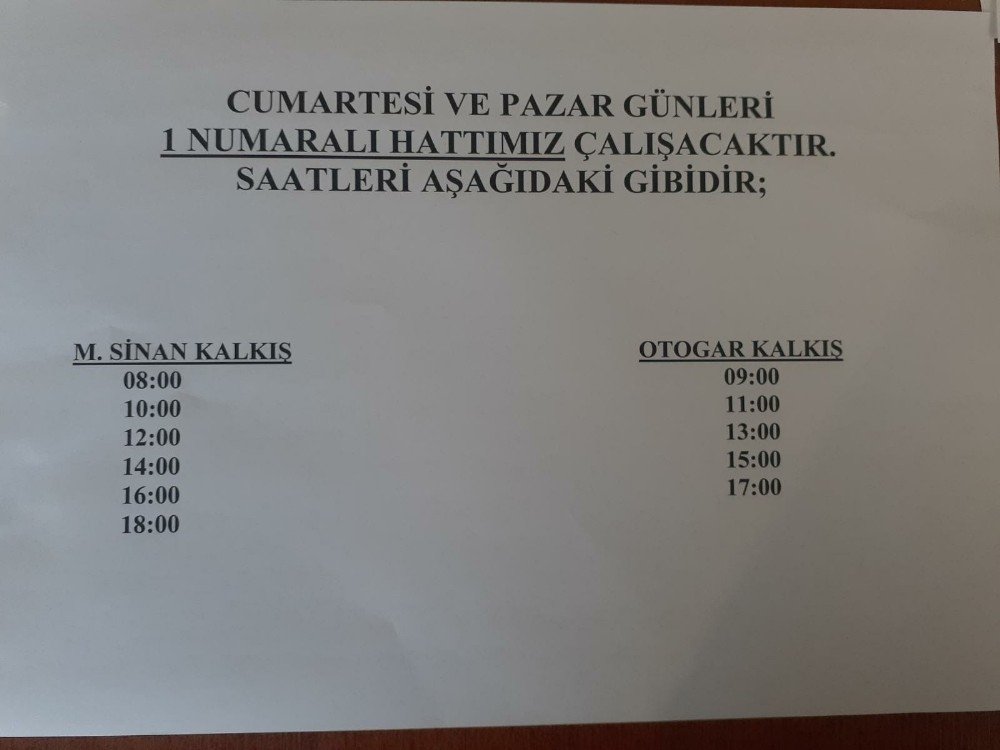 CUMARTESİ VE PAZAR GÜNLERİ
1 NUMARALI HATTIMIZ ÇALIŞACAKTIR.
SAATLERİ AŞAĞIDAKİ GİBİDİR;
M. SİNAN KALKIŞ
08:00
10:00
12:00
14:00
16:00
18:00
OTOGAR KALKIŞ
09:00
11:00
13:00
15:00
17:00